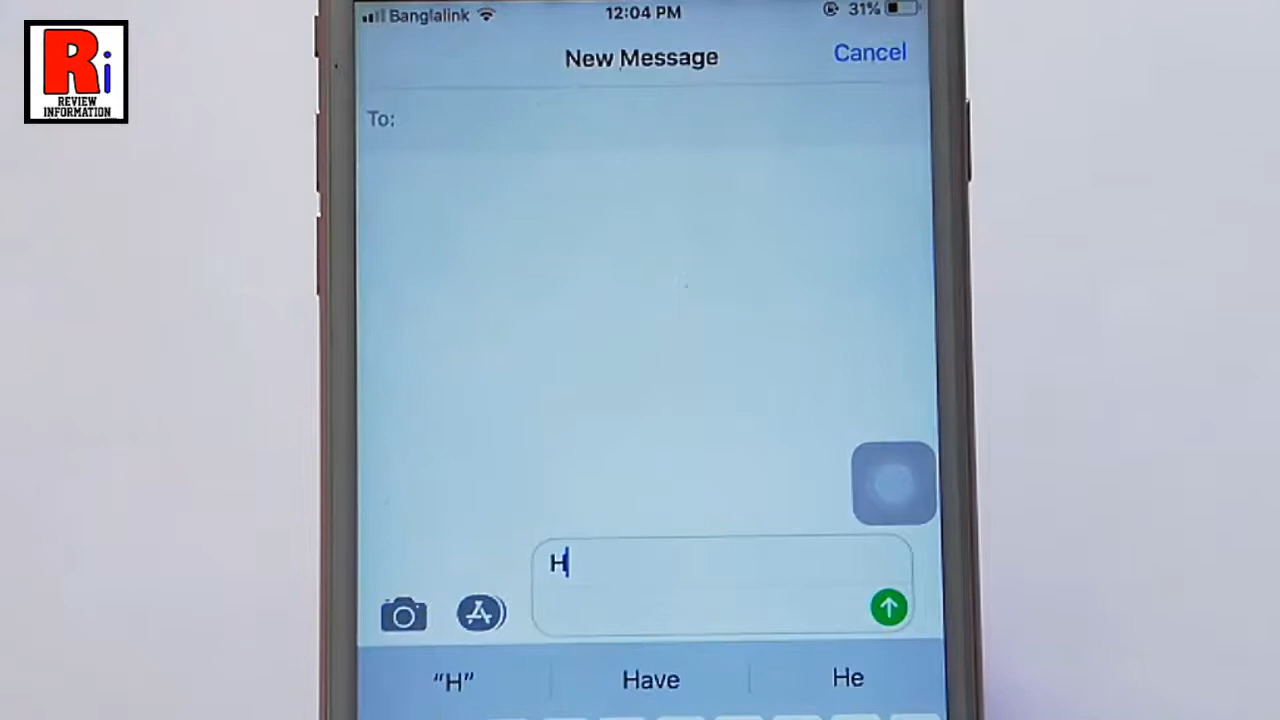 Ri
REVIEW
INFORMATION
Banglalink 12:04 PM 31%
New Message Cancel
To:
H
“H” Have He